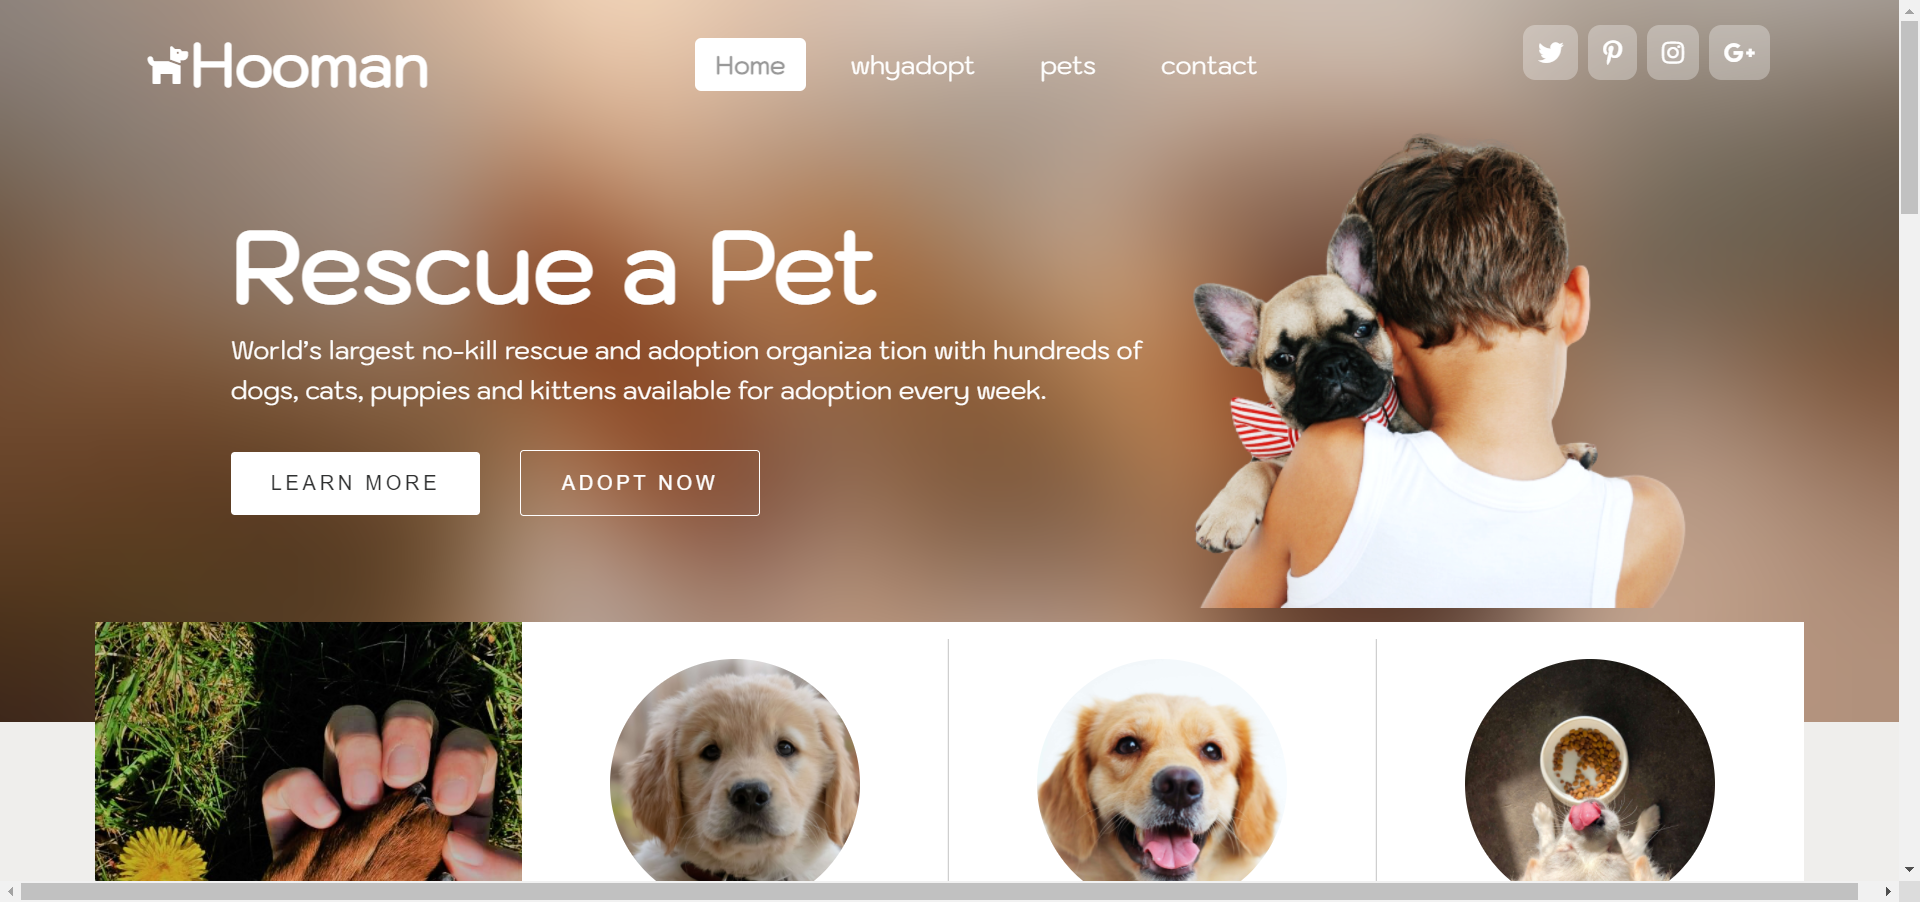 Hooman
Home
whyadopt
pets
contact
G+
Rescue a Pet
World’s largest no-kill rescue and adoption organiza tion with hundreds of
dogs, cats, puppies and kittens available for adoption every week.
LEARN MORE
ADOPT NOW